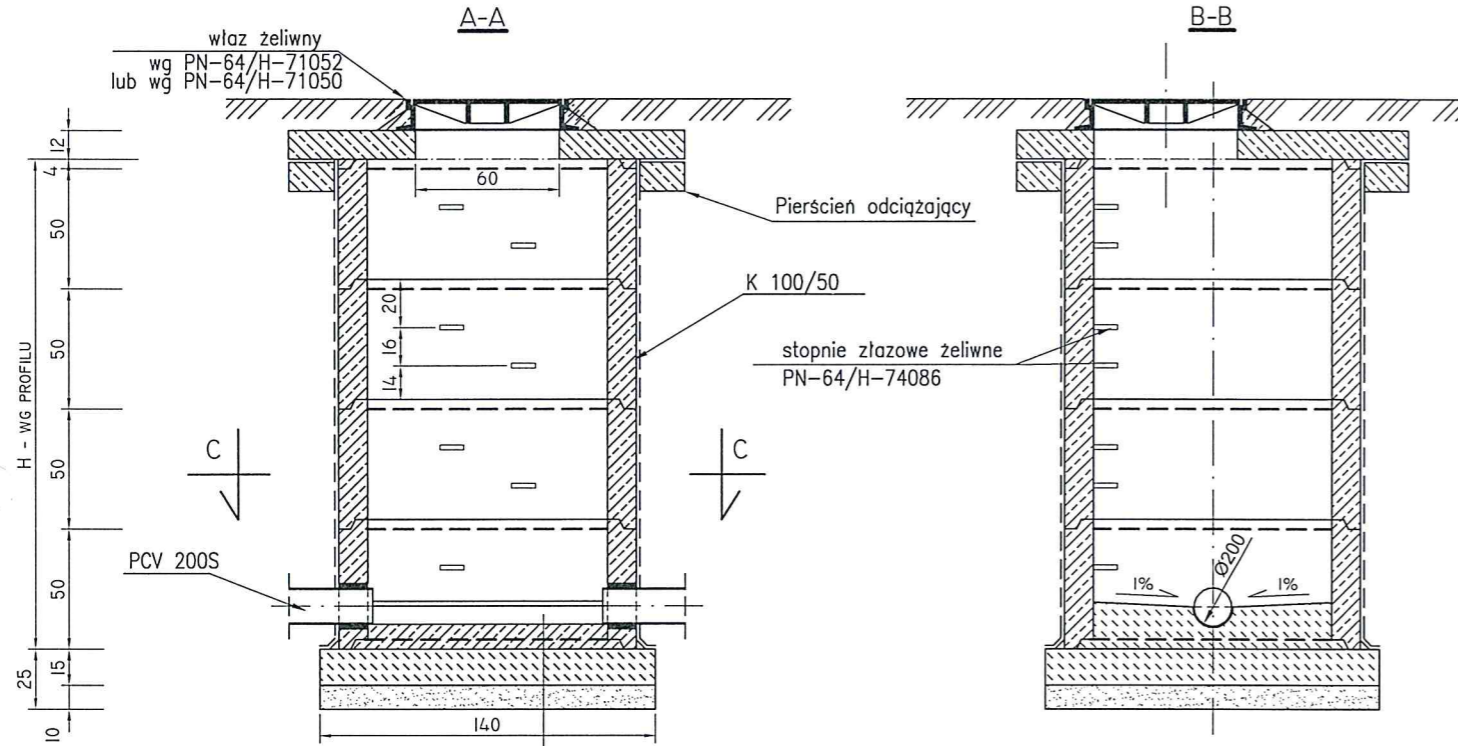 A-A
właz żeliwny
wg PN-64/H-71052
lub wg PN-64/H-71050
12
4
60
50
Pierścień odciążający
K 100/50
20
50
16
14
H - WG PROFILU
C
C
50
PCV 200S
50
25
15
10
140
B-B
stopnie złazowe żeliwne
PN-64/H-74086
1%
Ø200
1%